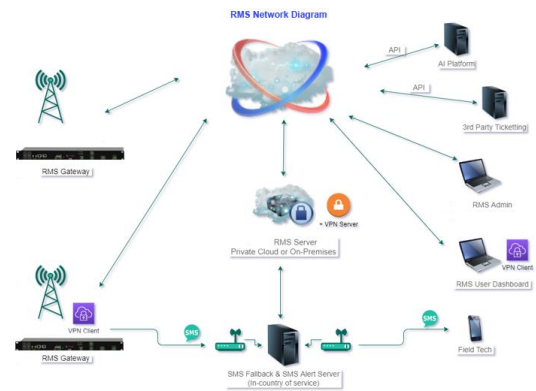 RMS Network Diagram
API
AI Platform
API
3rd Party Ticketting
RMS Gateway
RMS Admin
+ VPN Server
RMS Server
Private Cloud or On-Premises
VPN Client
RMS User Dashboard
SMS
SMS
VPN Client
RMS Gateway
Field Tech
SMS Fallback & SMS Alert Server
(in-country of service)